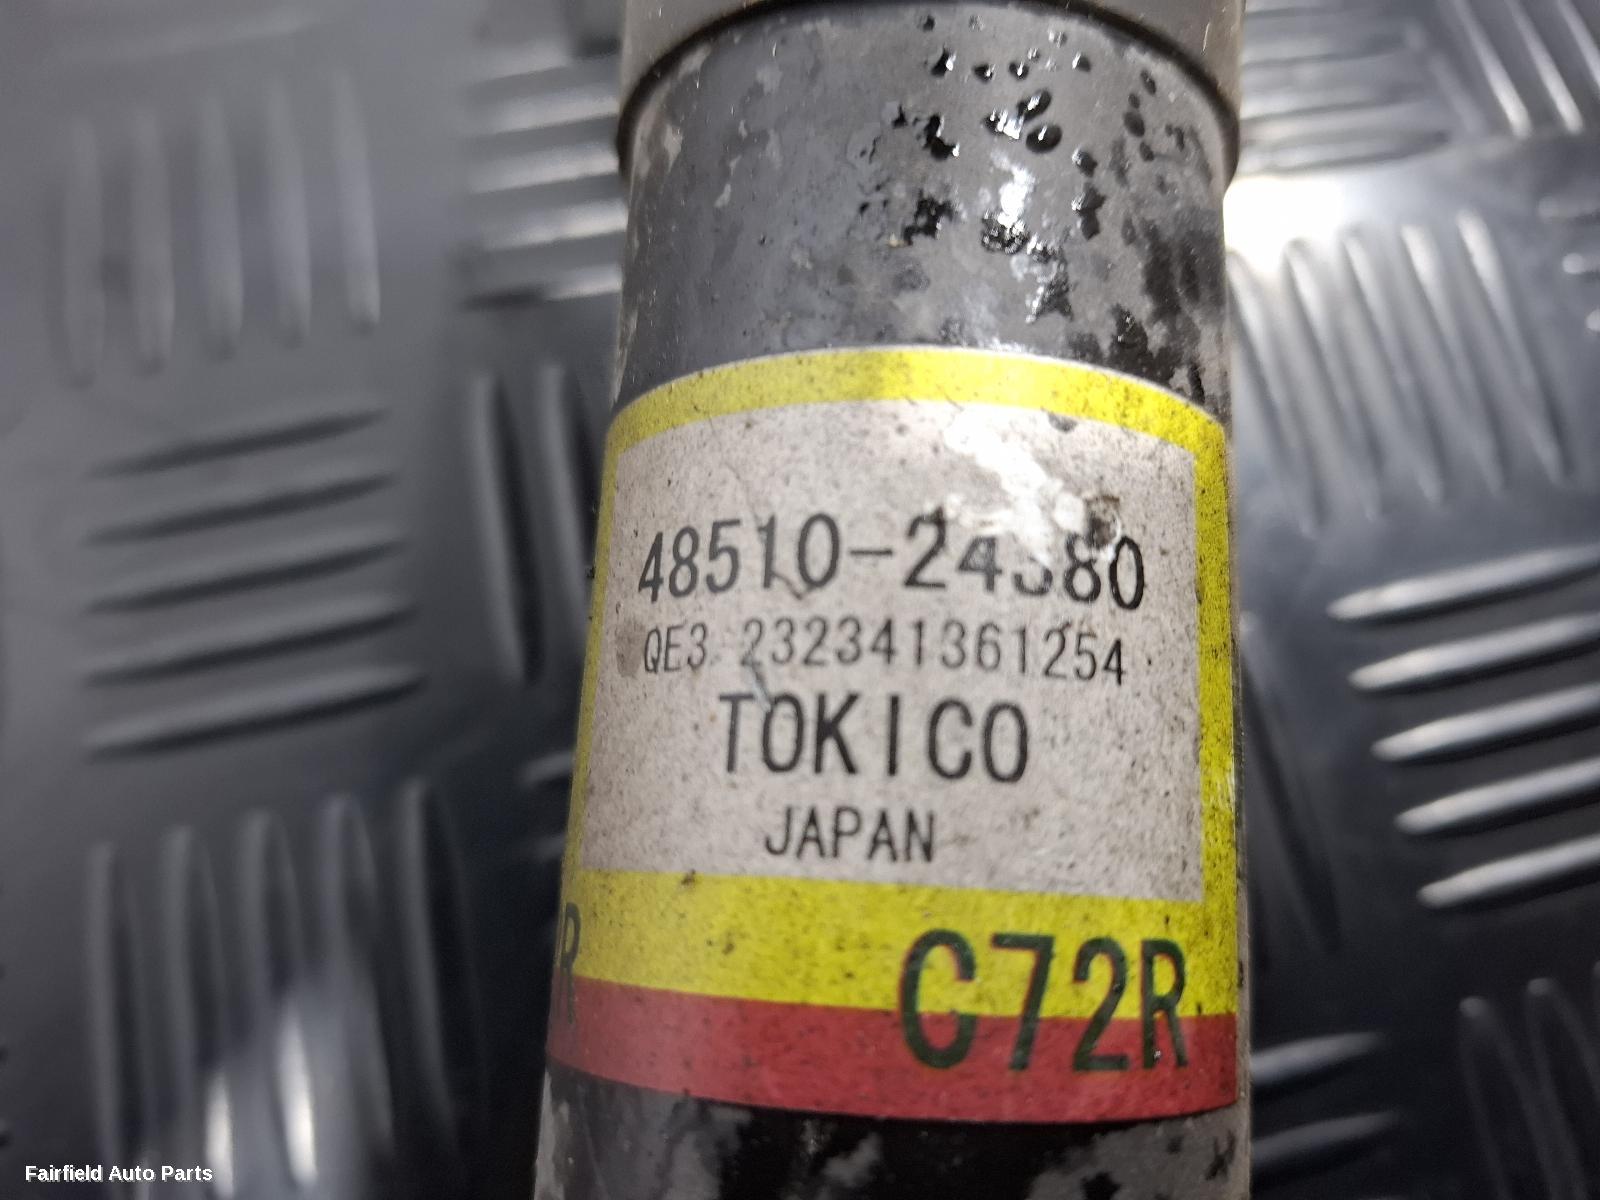 48510-24380
QE3 232341361254
TOKICO
JAPAN
R
C72R
Fairfield Auto Parts